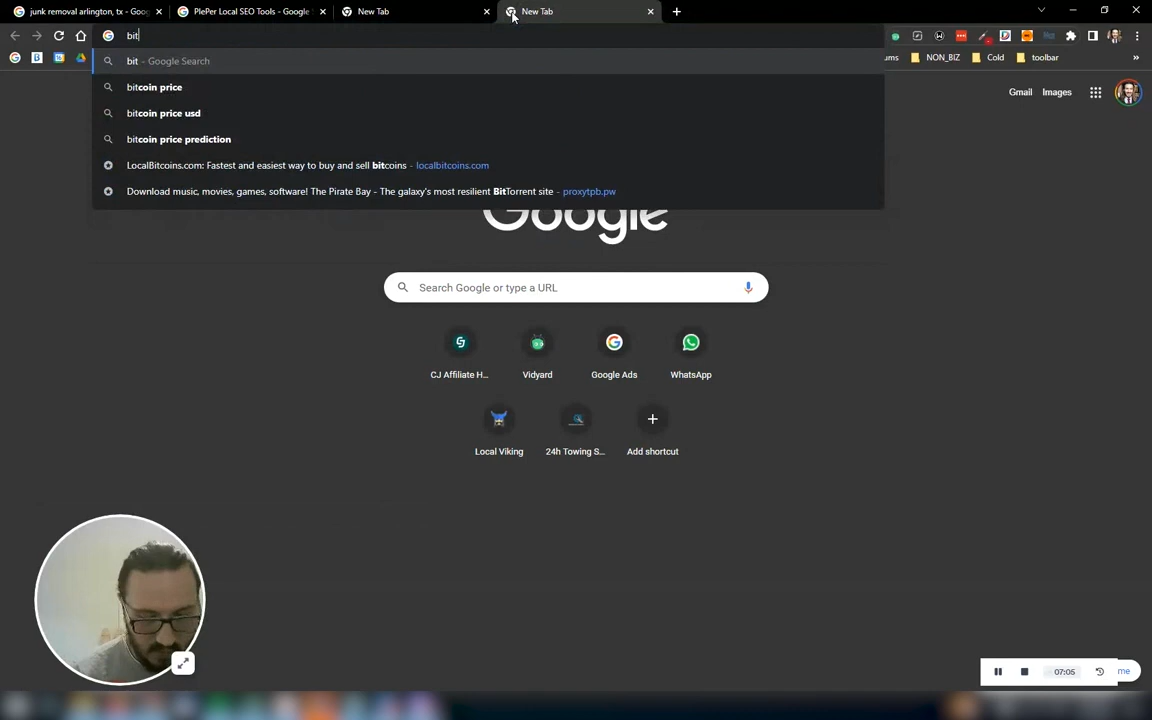 junk removal arlington, tx - Goog
PlePer Local SEO Tools - Google
New Tab
New Tab
bit
ums
NON_BIZ
Cold
toolbar
bit - Google Search
bitcoin price
bitcoin price usd
bitcoin price prediction
LocalBitcoins.com: Fastest and easiest way to buy and sell bitcoins - localbitcoins.com
Download music, movies, games, software! The Pirate Bay - The galaxy's most resilient BitTorrent site - proxytpb.pw
Gmail
Images
Google
Search Google or type a URL
CJ Affiliate H...
Vidyard
Google Ads
WhatsApp
Local Viking
24h Towing S...
Add shortcut
07:05
me